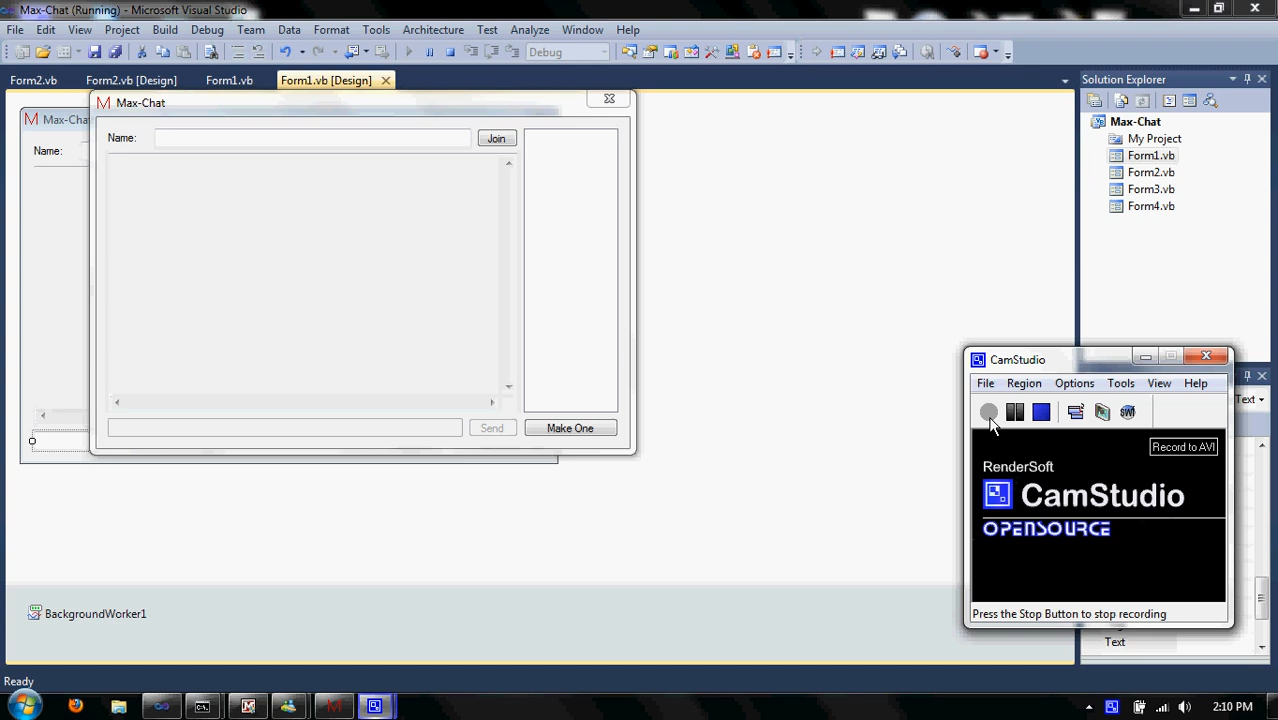 Max-Chat (Running) - Microsoft Visual Studio
File Edit View Project Build Debug Team Data Format Tools Architecture Test Analyze Window Help
Debug
Form2.vb Form2.vb [Design] Form1.vb Form1.vb [Design]
Solution Explorer
Max-Chat
My Project
Form1.vb
Form2.vb
Form3.vb
Form4.vb
Max-Cha
Name:
Max-Chat
Name: Join
Send Make One
Text
CamStudio
File Region Options Tools View Help
Record to AVI
RenderSoft
CamStudio
OPENSOURCE
Press the Stop Button to stop recording
Text
BackgroundWorker1
Ready
2:10 PM